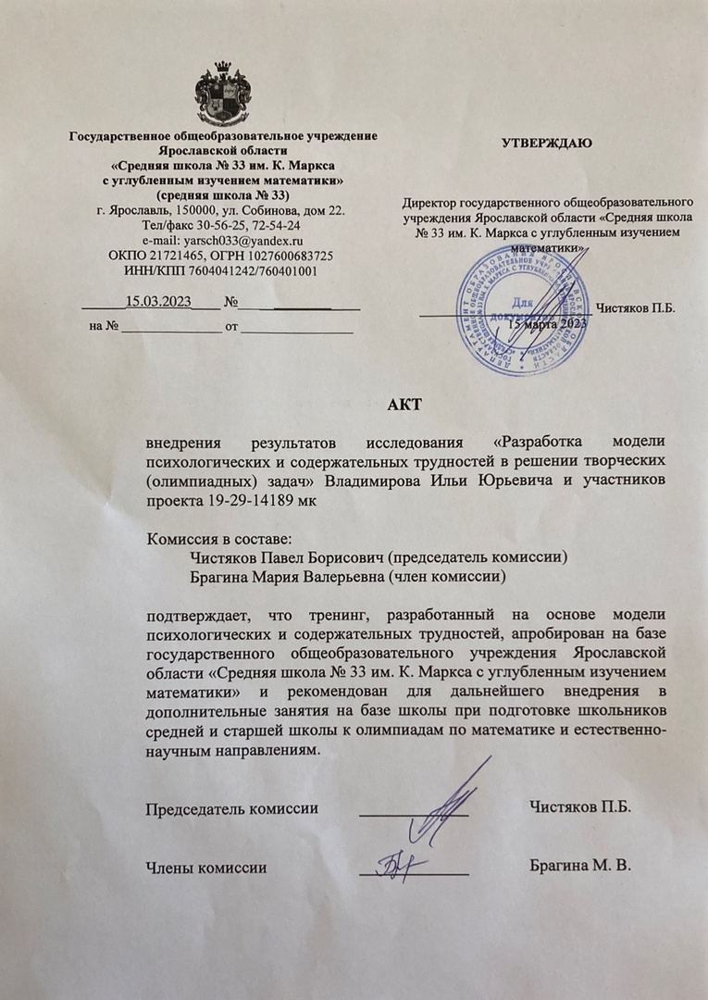 Государственное общеобразовательное учреждение
Ярославской области
«Средняя школа № 33 им. К. Маркса
с углубленным изучением математики»
(средняя школа № 33)
г. Ярославль, 150000, ул. Собинова, дом 22.
Тел/факс 30-56-25, 72-54-24
e-mail: yarsch033@yandex.ru
ОКПО 21721465, ОГРН 1027600683725
ИНН/КПП 7604041242/760401001
15.03.2023 №
на № от
УТВЕРЖДАЮ
Директор государственного общеобразовательного
учреждения Ярославской области «Средняя школа
№ 33 им. К. Маркса с углубленным изучением
математики»
Для
документов
Чистяков П.Б.
15 марта 2023
АКТ
внедрения результатов исследования «Разработка модели
психологических и содержательных трудностей в решении творческих
(олимпиадных) задач» Владимирова Ильи Юрьевича и участников
проекта 19-29-14189 мк
Комиссия в составе:
Чистяков Павел Борисович (председатель комиссии)
Брагина Мария Валерьевна (член комиссии)
подтверждает, что тренинг, разработанный на основе модели
психологических и содержательных трудностей, апробирован на базе
государственного общеобразовательного учреждения Ярославской
области «Средняя школа № 33 им. К. Маркса с углубленным изучением
математики» и рекомендован для дальнейшего внедрения в
дополнительные занятия на базе школы при подготовке школьников
средней и старшей школы к олимпиадам по математике и естественно-
научным направлениям.
Председатель комиссии Чистяков П.Б.
Члены комиссии Брагина М. В.